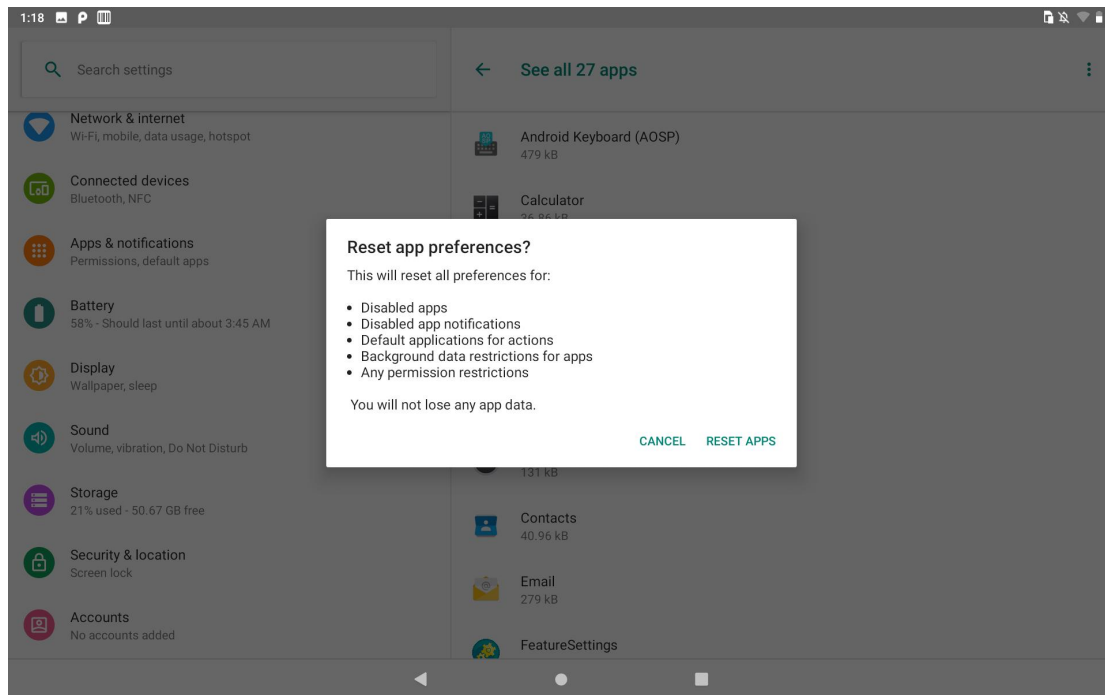 1:18
Search settings
See all 27 apps
Network & internet
Wi-Fi, mobile, data usage, hotspot
Connected devices
Bluetooth, NFC
Apps & notifications
Permissions, default apps
Battery
58% - Should last until about 3:45 AM
Display
Wallpaper, sleep
Sound
Volume, vibration, Do Not Disturb
Storage
21% used - 50.67 GB free
Security & location
Screen lock
Accounts
No accounts added
Android Keyboard (AOSP)
479 kB
Calculator
36.86 kB
Reset app preferences?
This will reset all preferences for:
• Disabled apps
• Disabled app notifications
• Default applications for actions
• Background data restrictions for apps
• Any permission restrictions
You will not lose any app data.
CANCEL RESET APPS
131 kB
Contacts
40.96 kB
Email
279 kB
FeatureSettings